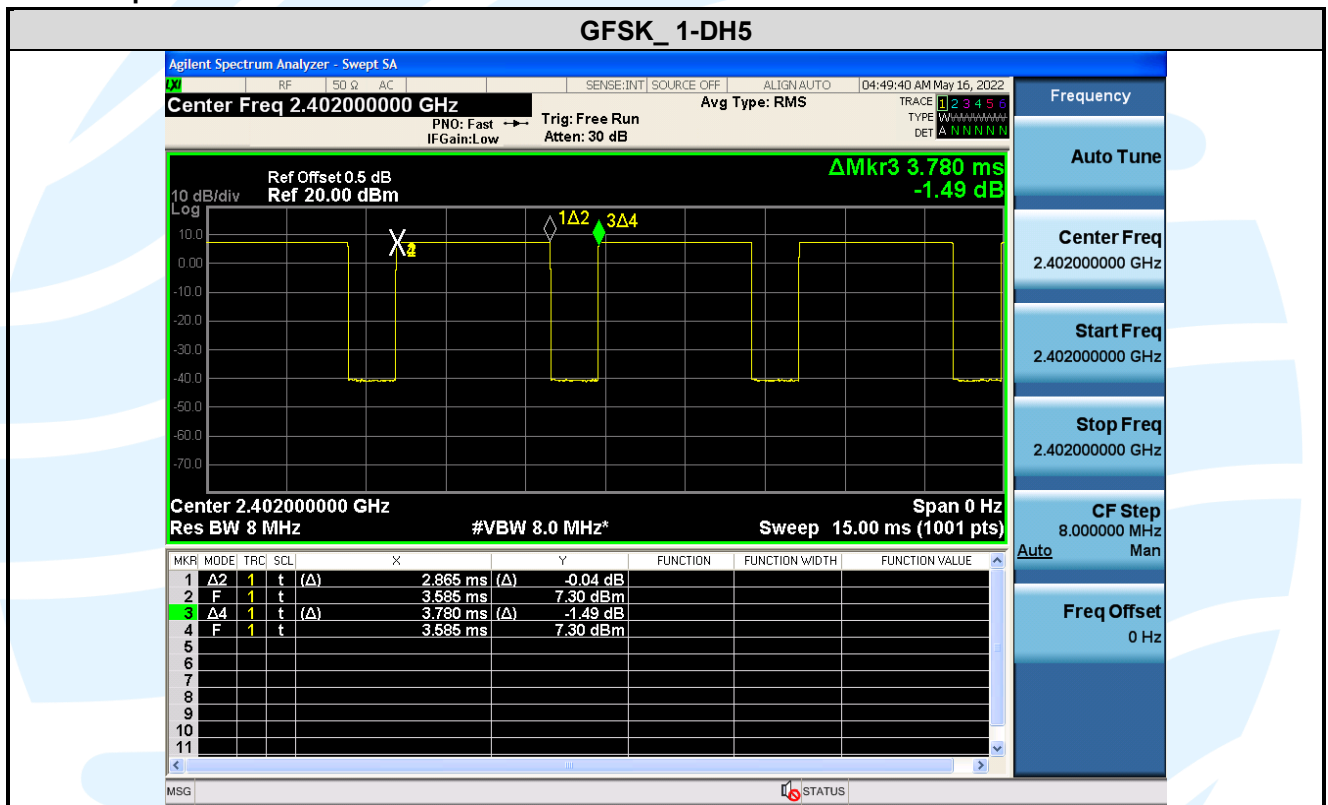 GFSK_ 1-DH5
Agilent Spectrum Analyzer - Swept SA
LXI RF 50 Ω AC SENSE:INT SOURCE OFF ALIGN AUTO 04:49:40 AM May 16, 2022
Center Freq 2.402000000 GHz
PNO: Fast
IFGain:Low
Trig: Free Run
Atten: 30 dB
Avg Type: RMS
TRACE 1 2 3 4 5 6
TYPE
DET A N N N N N
ΔMkr3 3.780 ms
-1.49 dB
Ref Offset 0.5 dB
10 dB/div Ref 20.00 dBm
Log
10.0
0.00
-10.0
-20.0
-30.0
-40.0
-50.0
-60.0
-70.0
1Δ2
3Δ4
Center 2.402000000 GHz Span 0 Hz
Res BW 8 MHz #VBW 8.0 MHz* Sweep 15.00 ms (1001 pts)
MKR MODE TRC SCL X Y FUNCTION FUNCTION WIDTH FUNCTION VALUE
1 Δ2 1 t (Δ) 2.865 ms (Δ) -0.04 dB
2 F 1 t 3.585 ms 7.30 dBm
3 Δ4 1 t (Δ) 3.780 ms (Δ) -1.49 dB
4 F 1 t 3.585 ms 7.30 dBm
5
6
7
8
9
10
11
MSG STATUS
Frequency
Auto Tune
Center Freq
2.402000000 GHz
Start Freq
2.402000000 GHz
Stop Freq
2.402000000 GHz
CF Step
8.000000 MHz
Auto Man
Freq Offset
0 Hz